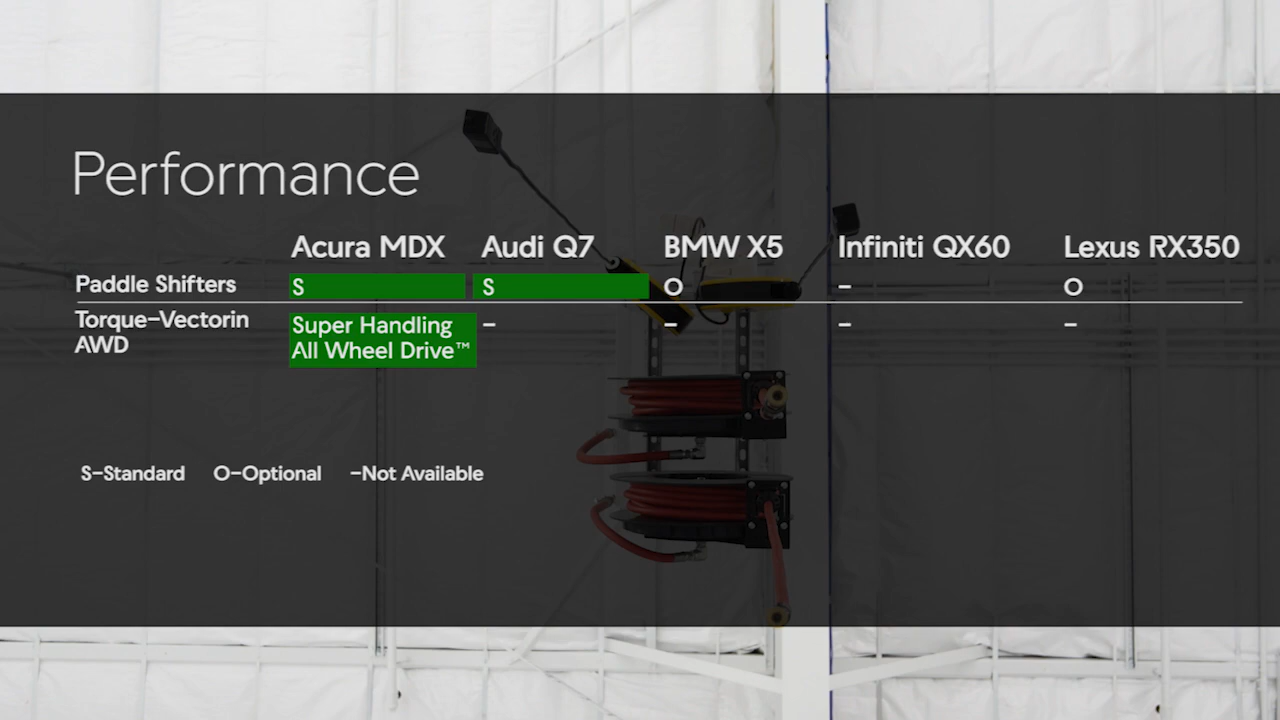 Performance
Acura MDX Audi Q7 BMW X5 Infiniti QX60 Lexus RX350
Paddle Shifters S S O – O
Torque–Vectorin Super Handling – – – –
AWD All Wheel Drive™
S–Standard O–Optional –Not Available